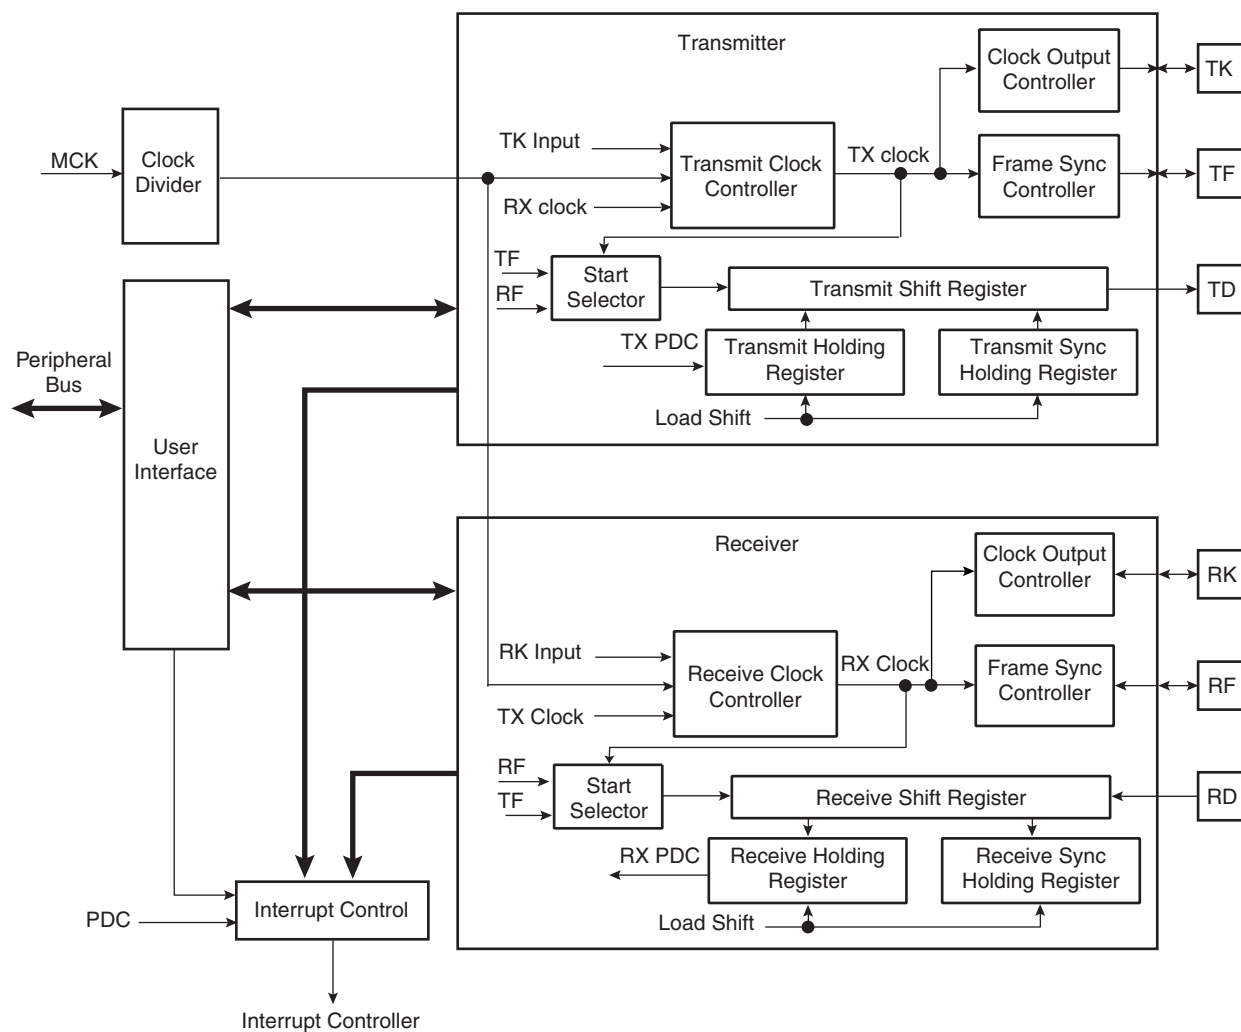 Transmitter
Clock Output
Controller
TK
MCK
Clock
Divider
TK Input
Transmit Clock
Controller
TX clock
Frame Sync
Controller
TF
RX clock
TF
RF
Start
Selector
Transmit Shift Register
TD
TX PDC
Transmit Holding
Register
Transmit Sync
Holding Register
Load Shift
Peripheral
Bus
User
Interface
Receiver
Clock Output
Controller
RK
RK Input
Receive Clock
Controller
RX Clock
Frame Sync
Controller
RF
TX Clock
RF
TF
Start
Selector
Receive Shift Register
RD
RX PDC
Receive Holding
Register
Receive Sync
Holding Register
Load Shift
PDC
Interrupt Control
Interrupt Controller